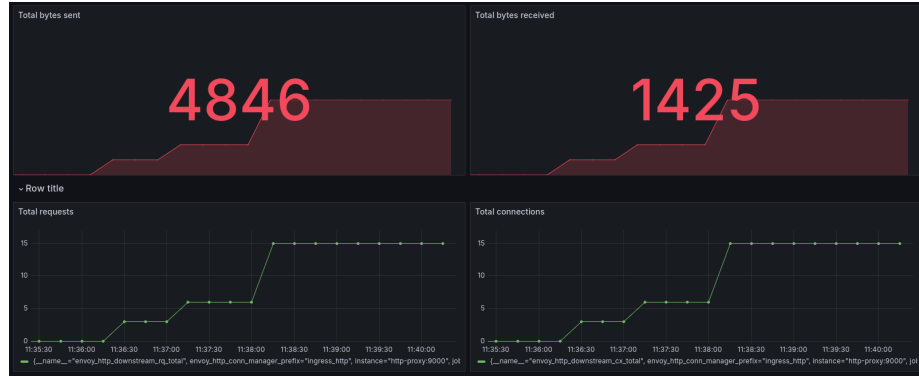 Total bytes sent
Total bytes received
4846
1425
Row title
Total requests
Total connections
15
10
5
0
11:35:30 11:36:00 11:36:30 11:37:00 11:37:30 11:38:00 11:38:30 11:39:00 11:39:30 11:40:00
{__name__="envoy_http_downstream_rq_total", envoy_http_conn_manager_prefix="ingress_http", instance="http-proxy:9000", jol
15
10
5
0
11:35:30 11:36:00 11:36:30 11:37:00 11:37:30 11:38:00 11:38:30 11:39:00 11:39:30 11:40:00
{__name__="envoy_http_downstream_cx_total", envoy_http_conn_manager_prefix="ingress_http", instance="http-proxy:9000", jol